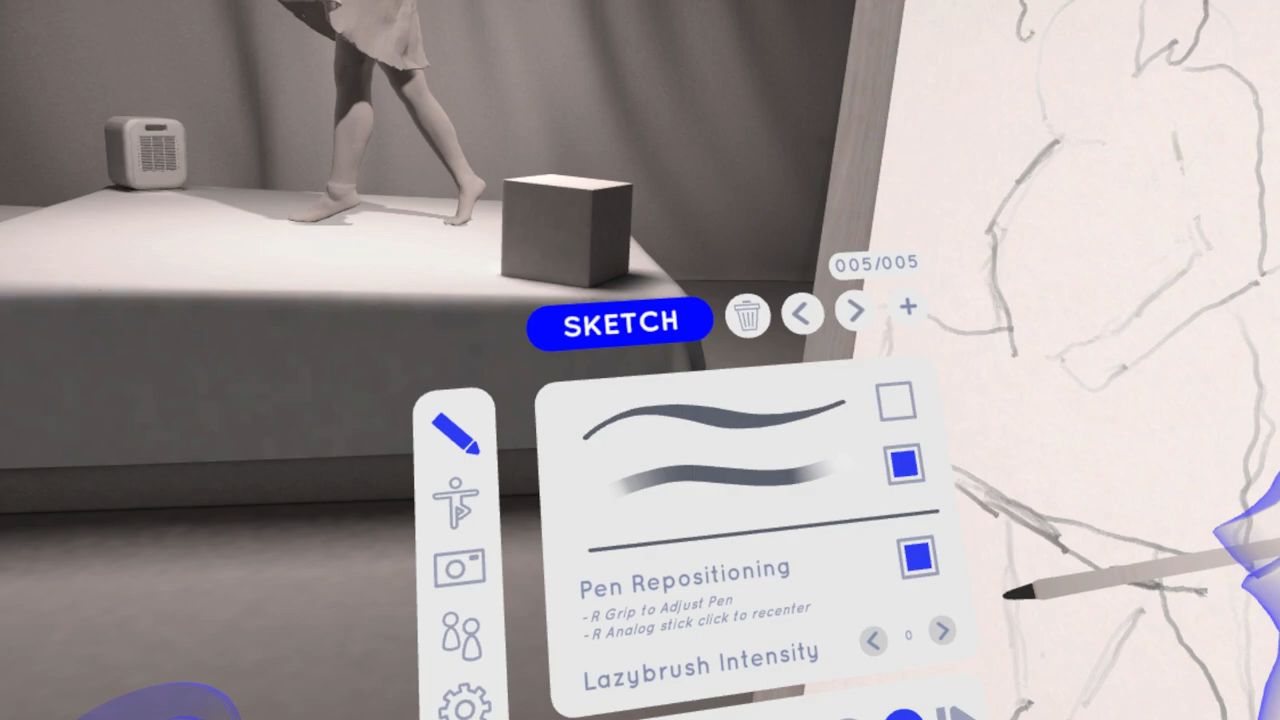 005/005
SKETCH
Pen Repositioning
-R Grip to Adjust Pen
-R Analog stick click to recenter
Lazybrush Intensity
0